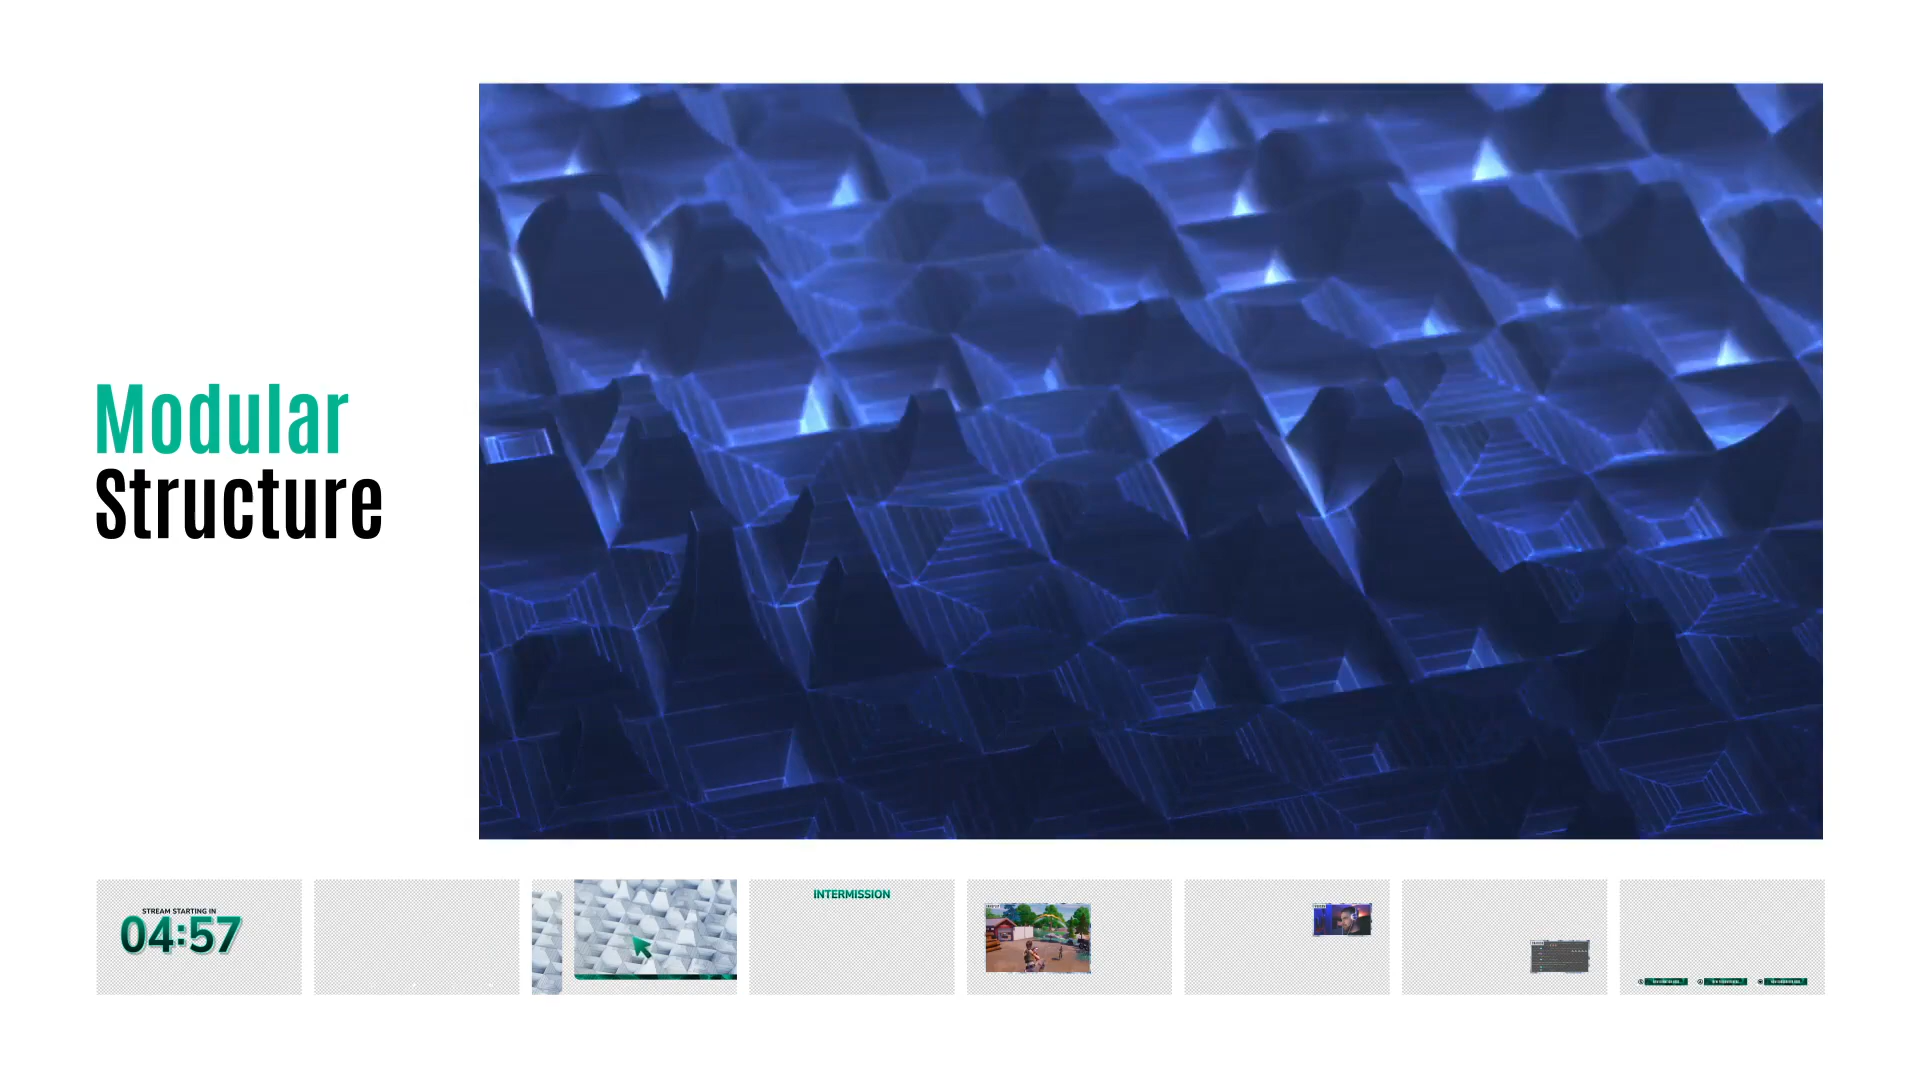 Modular
Structure
STREAM STARTING IN
04:57
INTERMISSION